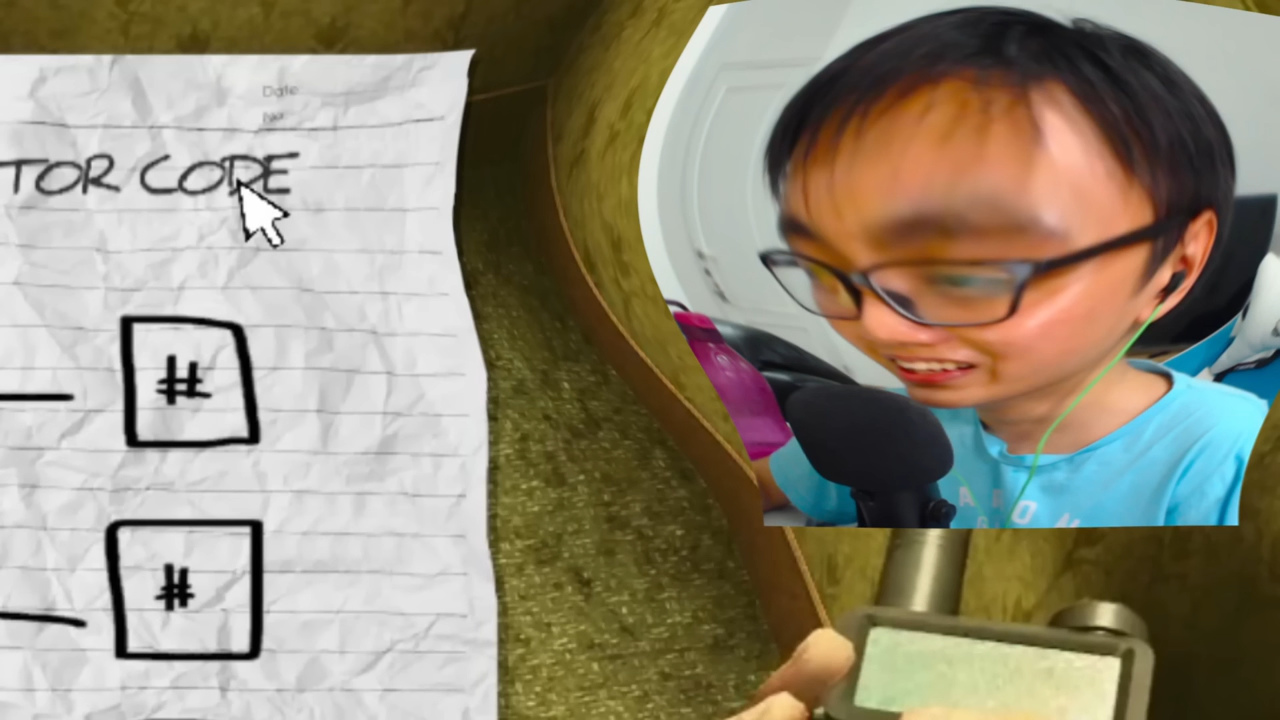 Date
No
TOR CODE
#
#